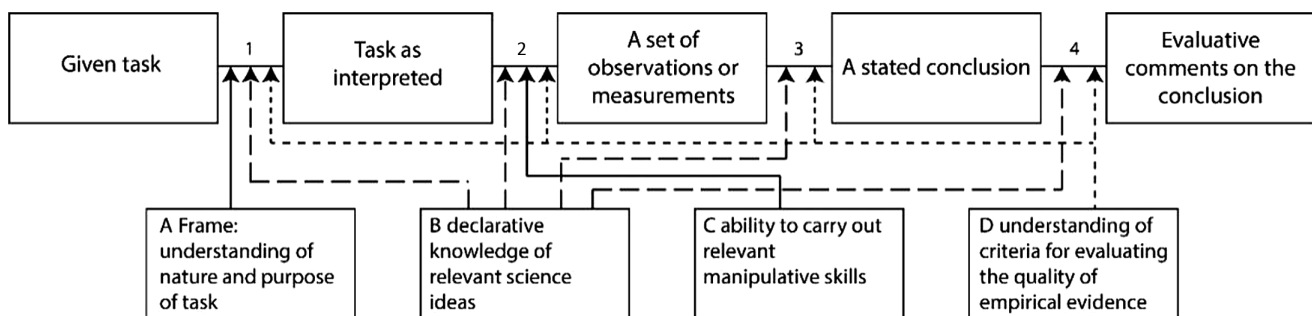 Given task
1
Task as
interpreted
2
A set of
observations or
measurements
3
A stated conclusion
4
Evaluative
comments on the
conclusion
A Frame:
understanding of
nature and purpose
of task
B declarative
knowledge of
relevant science
ideas
C ability to carry out
relevant
manipulative skills
D understanding of
criteria for evaluating
the quality of
empirical evidence